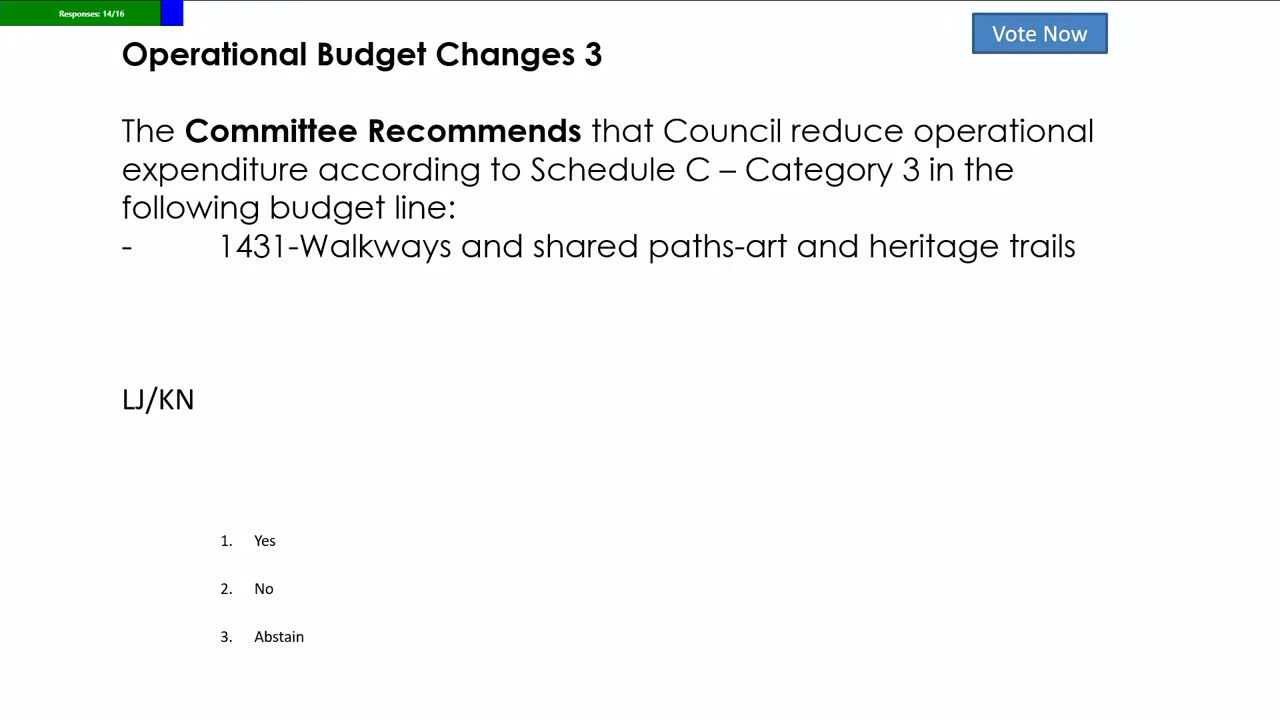 Responses: 14/16
Vote Now
Operational Budget Changes 3
The Committee Recommends that Council reduce operational
expenditure according to Schedule C – Category 3 in the
following budget line:
- 1431-Walkways and shared paths-art and heritage trails
LJ/KN
1. Yes
2. No
3. Abstain